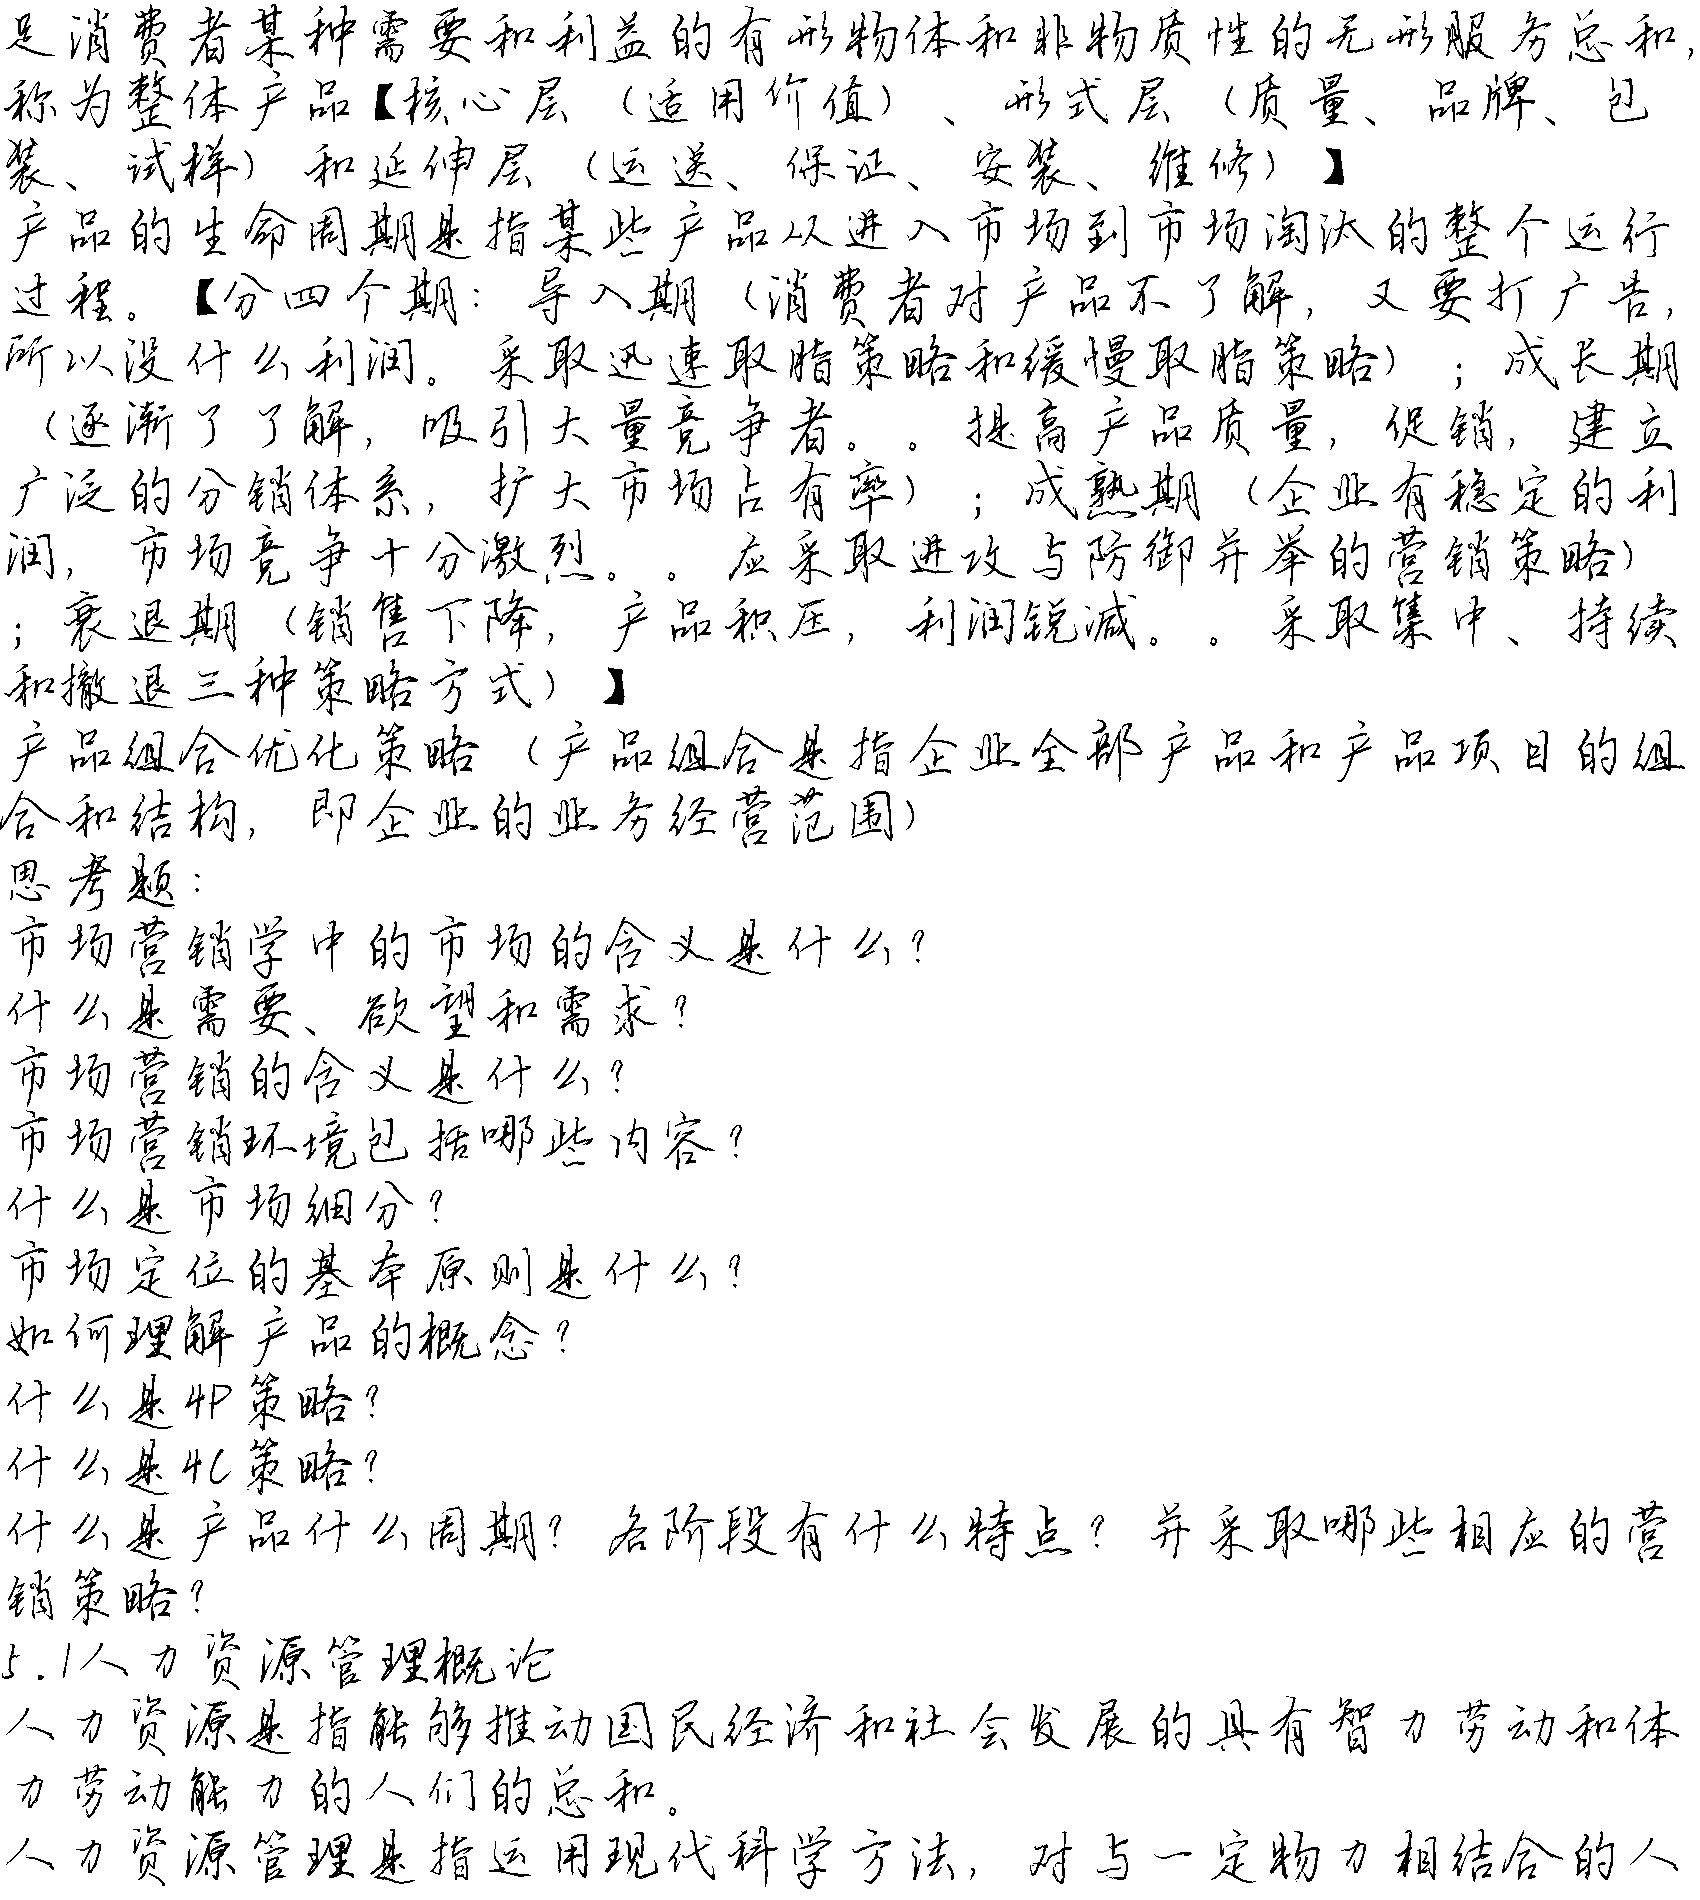 足消费者某种需要和利益的有形物体和非物质性的无形服务总和，
称为整体产品【核心层（适用价值）、形式层（质量、品牌、包
装、试样）和延伸层（运送、保证、安装、维修）】
产品的生命周期是指某些产品以进入市场到市场淘汰的整个运行
过程。【分四个期：导入期（消费者对产品不了解，又要打广告，
所以没什么利润。采取迅速取脂策略和缓慢取脂策略）；成长期
（逐渐了了解，吸引大量竞争者。。提高产品质量，促销，建立
广泛的分销体系，扩大市场占有率）；成熟期（企业有稳定的利
润，市场竞争十分激烈。。应采取进攻与防御并举的营销策略）
；衰退期（销售下降，产品积压，利润锐减。。采取集中、持续
和撤退三种策略方式）】
产品组合优化策略（产品组合是指企业全部产品和产品项目的组
合和结构，即企业的业务经营范围）
思考题：
市场营销学中的市场的含义是什么？
什么是需要、欲望和需求？
市场营销的含义是什么？
市场营销环境包括哪些内容？
什么是市场细分？
市场定位的基本原则是什么？
如何理解产品的概念？
什么是4P策略？
什么是4C策略？
什么是产品什么周期？各阶段有什么特点？并采取哪些相应的营
销策略？
5.1人力资源管理概论
人力资源是指能够推动国民经济和社会发展的具有智力劳动和体
力劳动能力的人们的总和。
人力资源管理是指运用现代科学方法，对与一定物力相结合的人